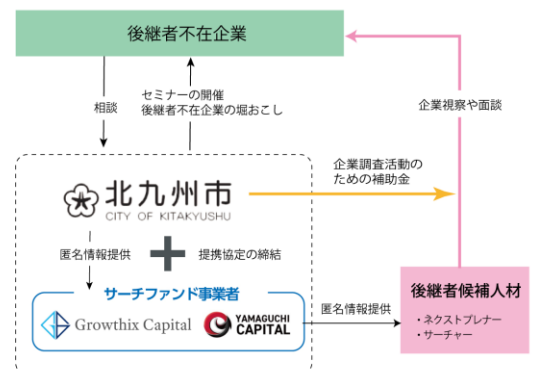 後継者不在企業
相談
セミナーの開催
後継者不在企業の堀おこし
企業視察や面談
企業調査活動の
ための補助金
北九州市
CITY OF KITAKYUSHU
匿名情報提供
提携協定の締結
サーチファンド事業者
Growthix Capital
YAMAGUCHI
CAPITAL
匿名情報提供
後継者候補人材
・ネクストプレナー
・サーチャー